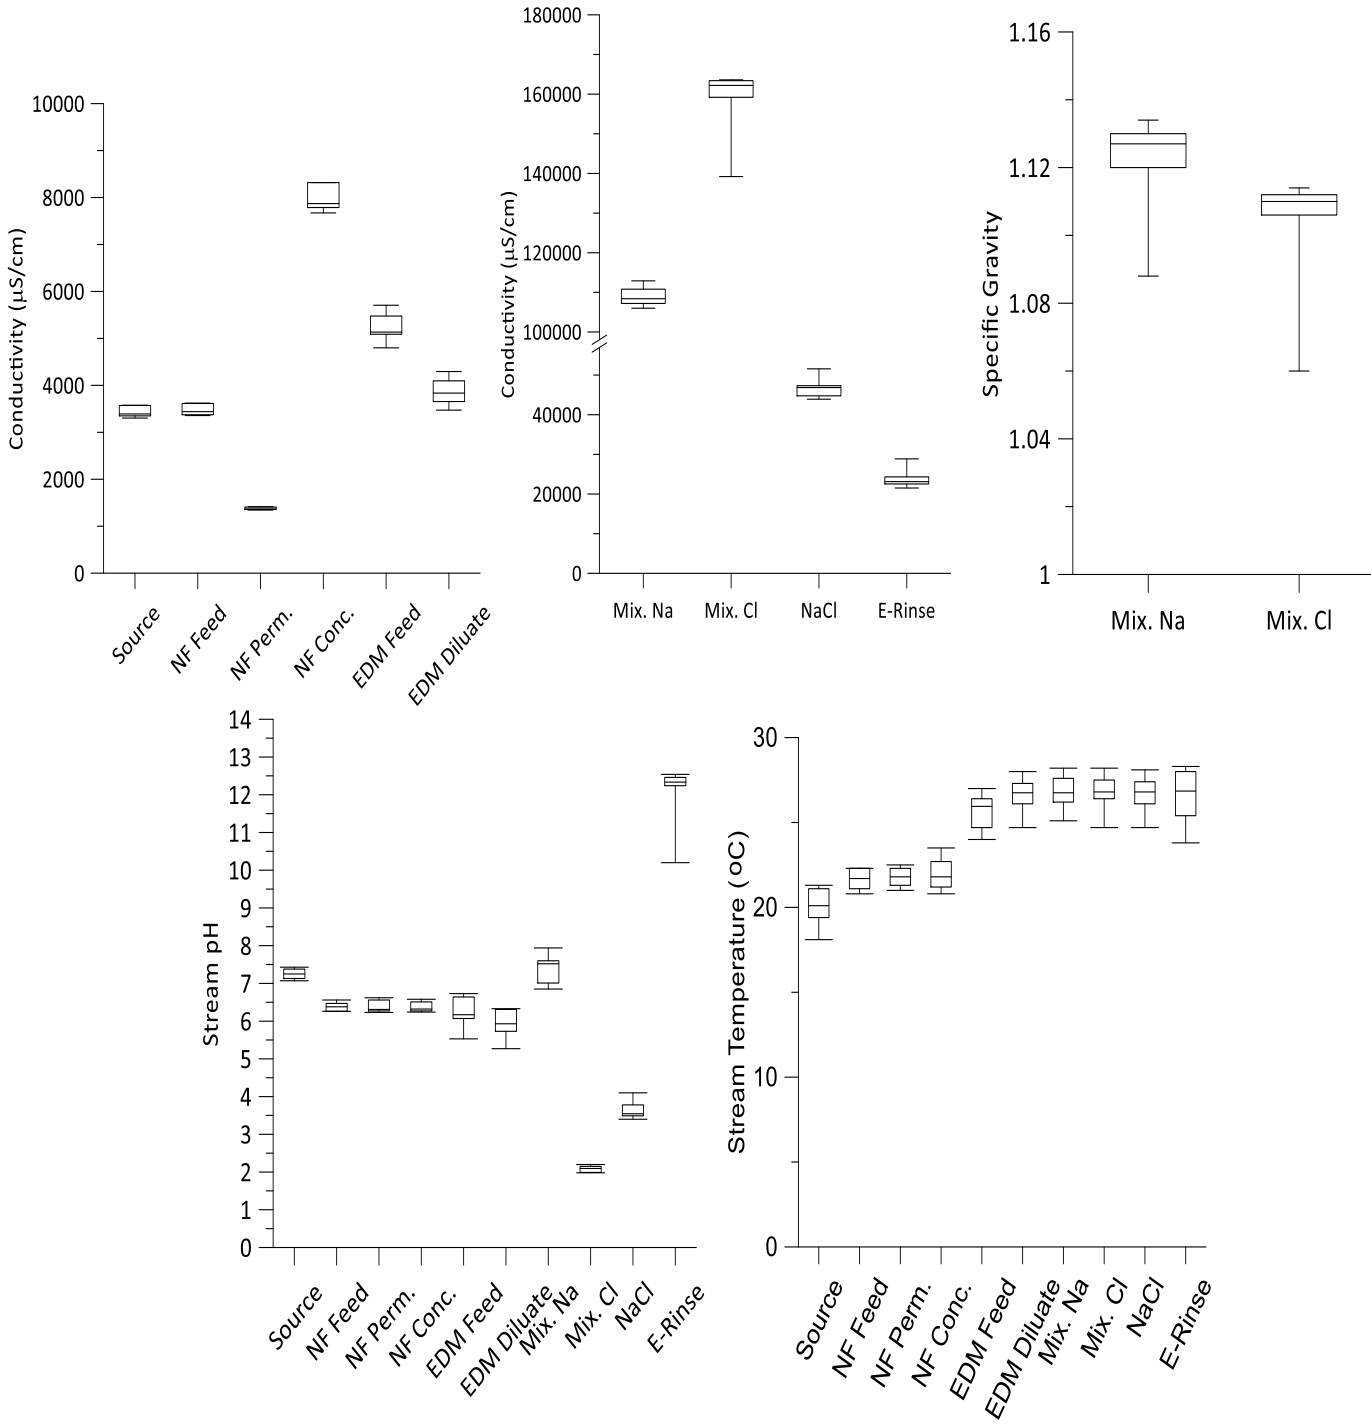 Conductivity (µS/cm)
10000
8000
6000
4000
2000
0
Source
NF Feed
NF Perm.
NF Conc.
EDM Feed
EDM Diluate
Conductivity (µS/cm)
180000
160000
140000
120000
100000
40000
20000
0
Mix. Na
Mix. Cl
NaCl
E-Rinse
Specific Gravity
1.16
1.12
1.08
1.04
1
Mix. Na
Mix. Cl
Stream pH
14
13
12
11
10
9
8
7
6
5
4
3
2
1
0
Source
NF Feed
NF Perm.
NF Conc.
EDM Feed
EDM Diluate
Mix. Na
Mix. Cl
NaCl
E-Rinse
Stream Temperature (oC)
30
20
10
0
Source
NF Feed
NF Perm.
NF Conc.
EDM Feed
EDM Diluate
Mix. Na
Mix. Cl
NaCl
E-Rinse